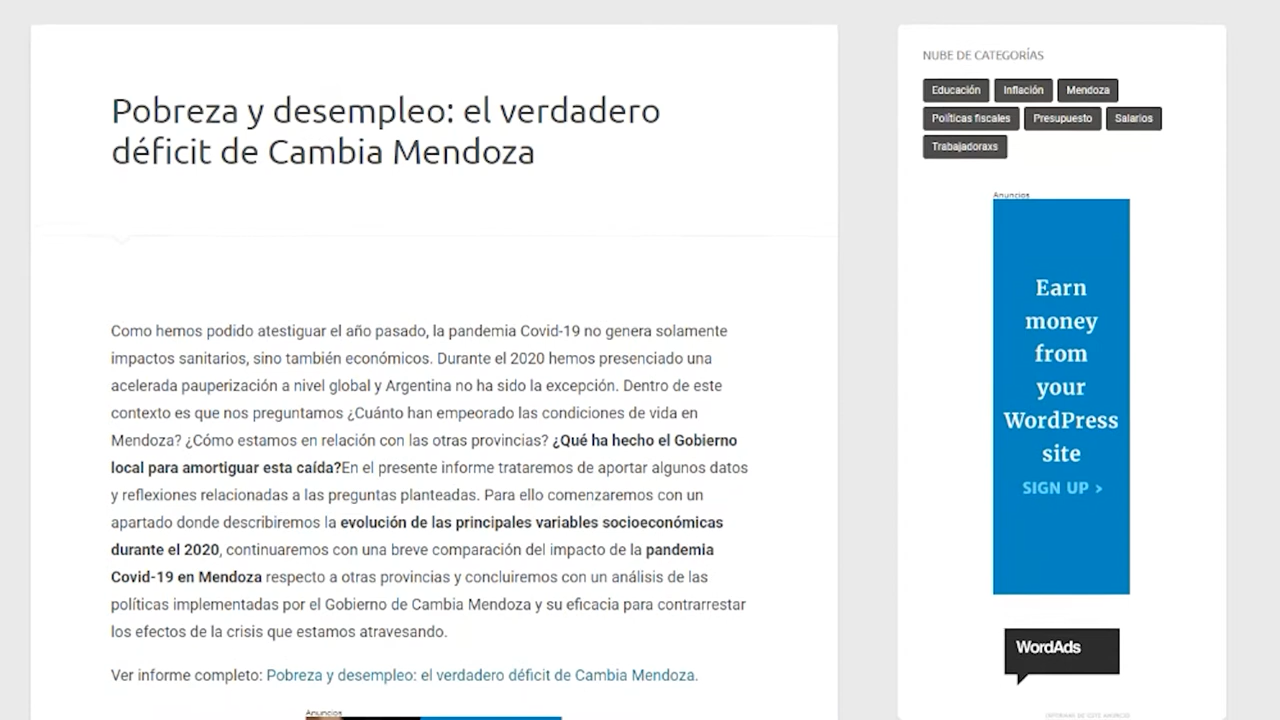 Pobreza y desempleo: el verdadero
déficit de Cambia Mendoza
Como hemos podido atestiguar el año pasado, la pandemia Covid-19 no genera solamente
impactos sanitarios, sino también económicos. Durante el 2020 hemos presenciado una
acelerada pauperización a nivel global y Argentina no ha sido la excepción. Dentro de este
contexto es que nos preguntamos ¿Cuánto han empeorado las condiciones de vida en
Mendoza? ¿Cómo estamos en relación con las otras provincias? ¿Qué ha hecho el Gobierno
local para amortiguar esta caída?En el presente informe trataremos de aportar algunos datos
y reflexiones relacionadas a las preguntas planteadas. Para ello comenzaremos con un
apartado donde describiremos la evolución de las principales variables socioeconómicas
durante el 2020, continuaremos con una breve comparación del impacto de la pandemia
Covid-19 en Mendoza respecto a otras provincias y concluiremos con un análisis de las
políticas implementadas por el Gobierno de Cambia Mendoza y su eficacia para contrarrestar
los efectos de la crisis que estamos atravesando.
Ver informe completo: Pobreza y desempleo: el verdadero déficit de Cambia Mendoza.
Anuncios
NUBE DE CATEGORÍAS
Educación Inflación Mendoza
Políticas fiscales Presupuesto Salarios
Trabajadoraxs
Anuncios
Earn
money
from
your
WordPress
site
SIGN UP >
WordAds